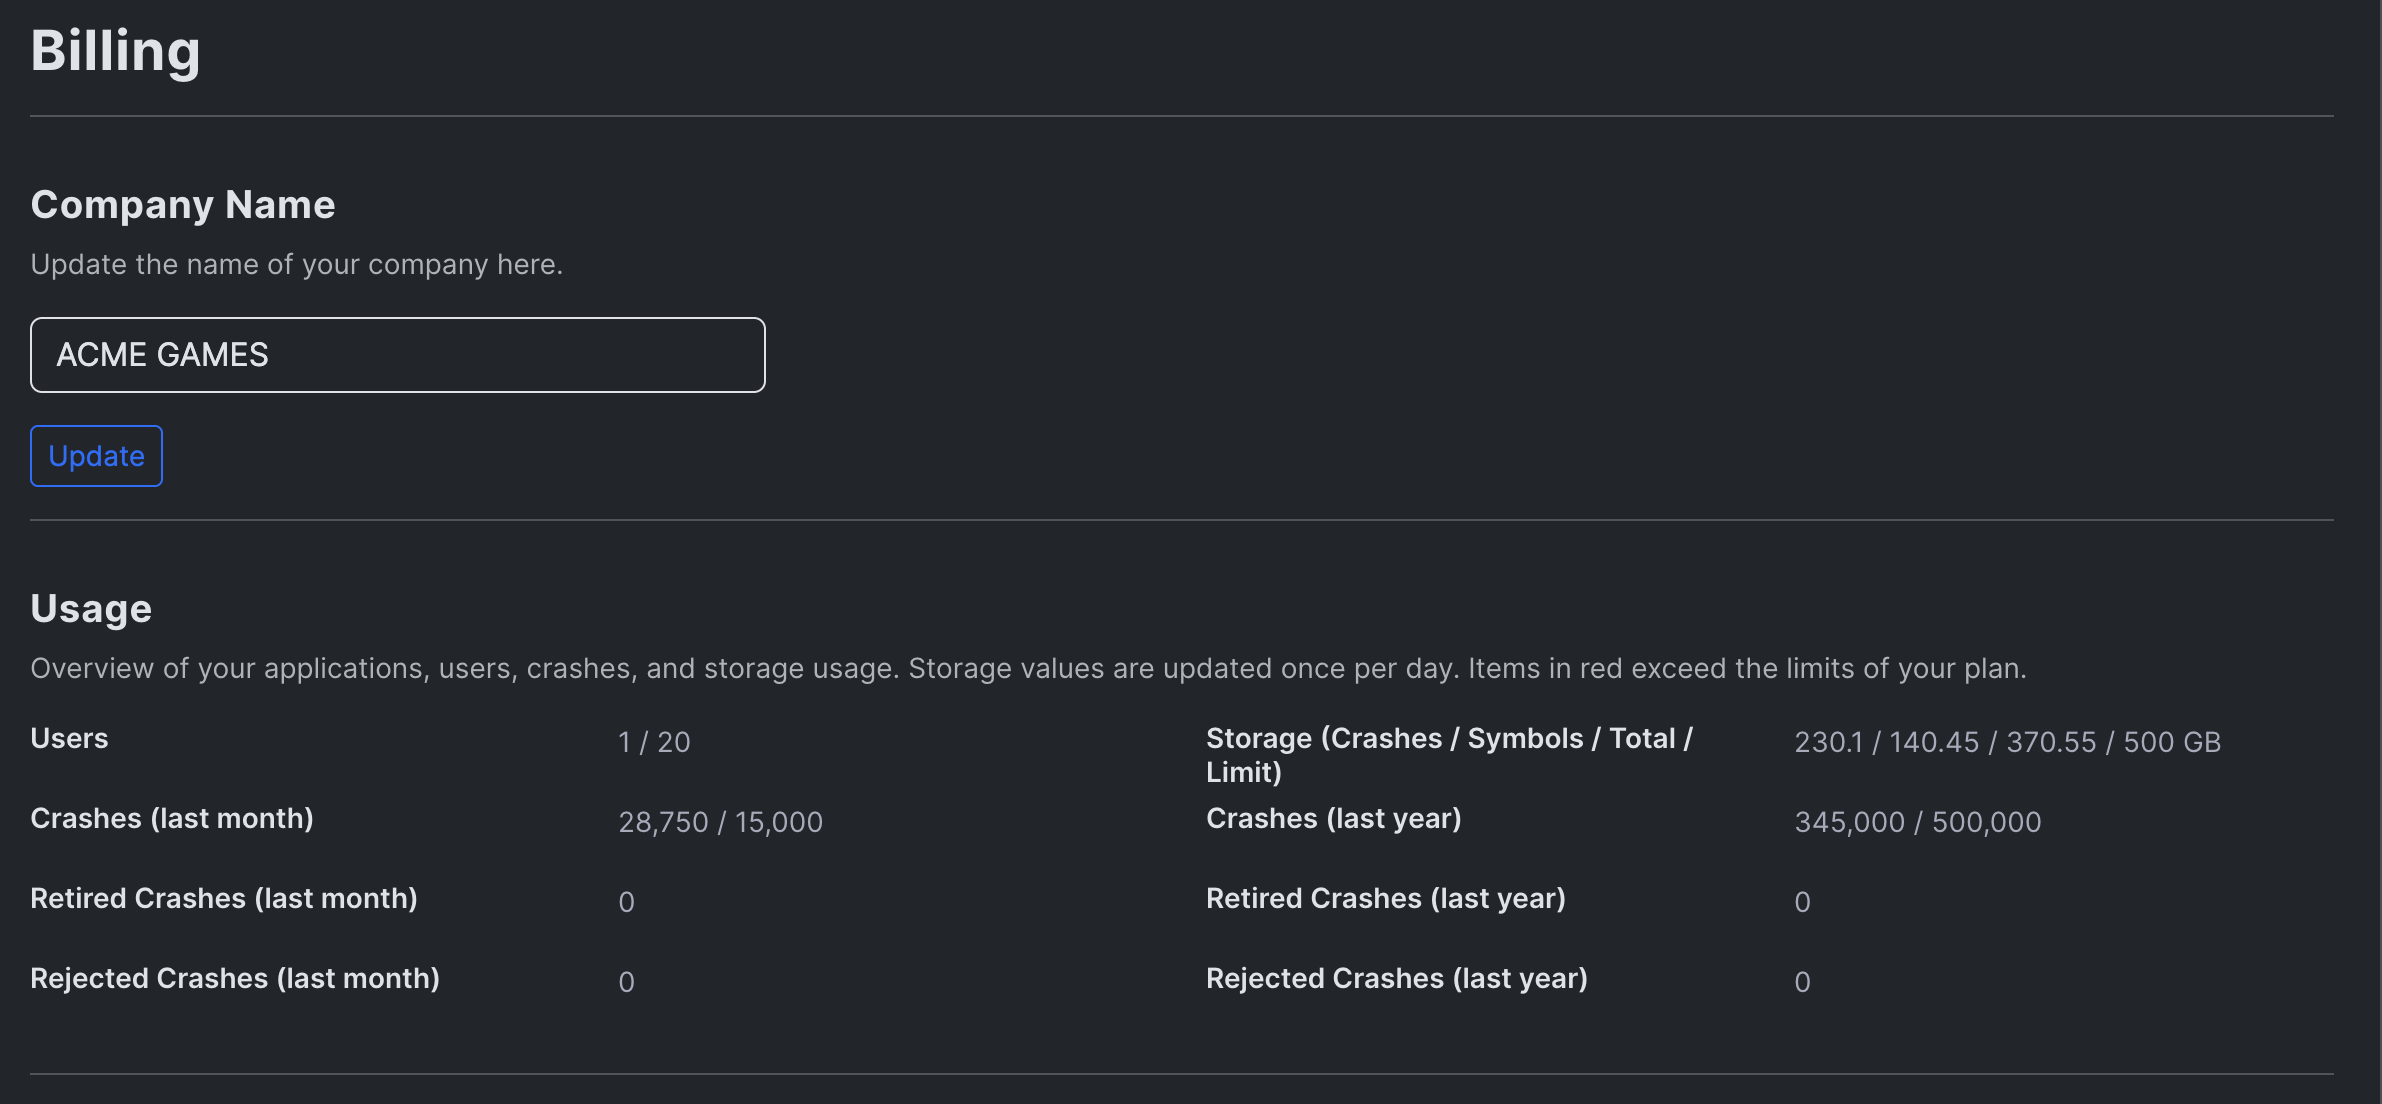 Billing
Company Name
Update the name of your company here.
ACME GAMES
Update
Usage
Overview of your applications, users, crashes, and storage usage. Storage values are updated once per day. Items in red exceed the limits of your plan.
Users
1 / 20
Storage (Crashes / Symbols / Total /
Limit)
230.1 / 140.45 / 370.55 / 500 GB
Crashes (last month)
28,750 / 15,000
Crashes (last year)
345,000 / 500,000
Retired Crashes (last month)
0
Retired Crashes (last year)
0
Rejected Crashes (last month)
0
Rejected Crashes (last year)
0